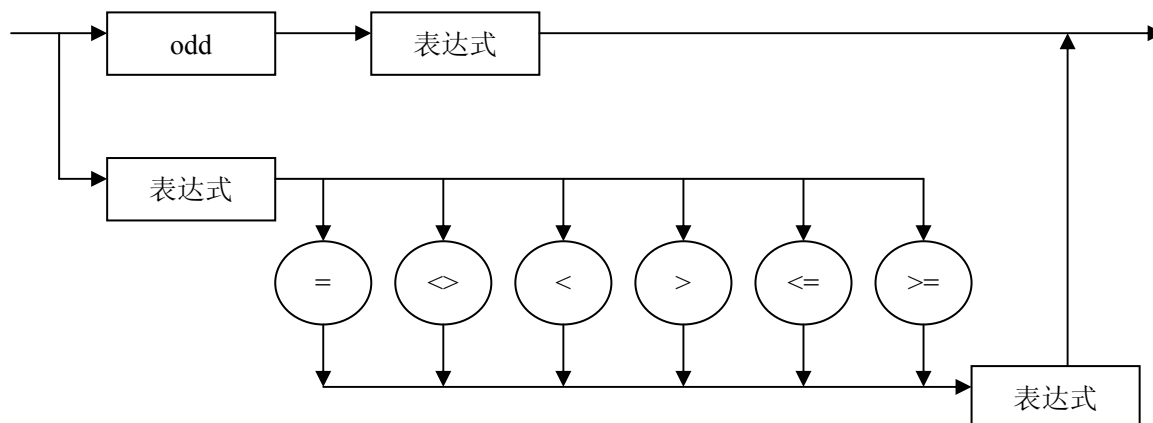 odd
表达式
表达式
=
<>
<
>
<=
>=
表达式